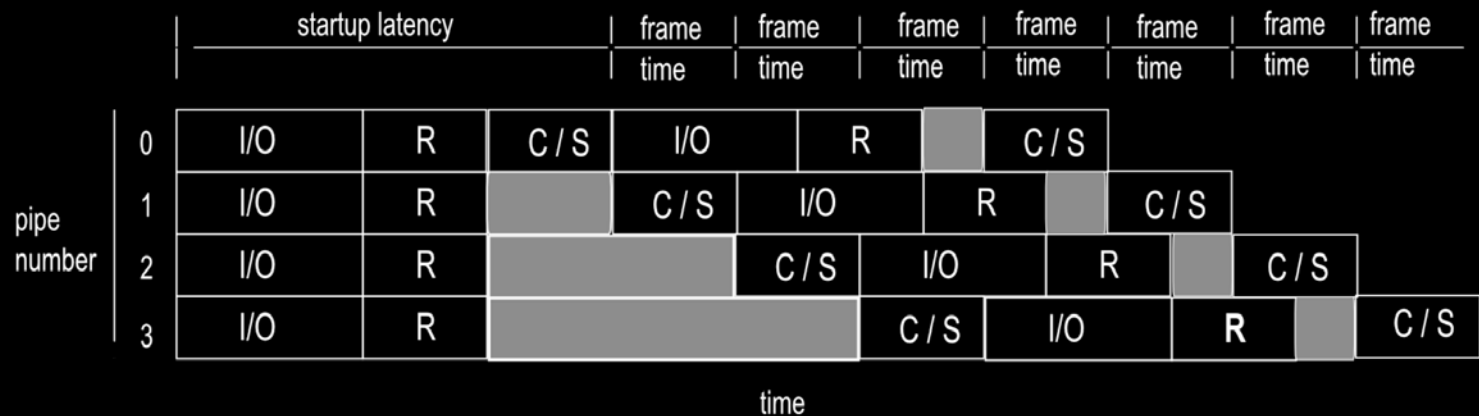 startup latency frame frame frame frame frame frame frame
time time time time time time time
0 I/O R C / S I/O R C / S
1 I/O R C / S I/O R C / S
pipe
number
2 I/O R C / S I/O R C / S
3 I/O R C / S I/O R C / S
time